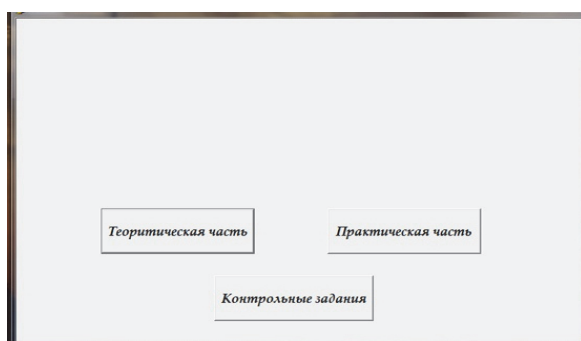 Теоритическая часть
Практическая часть
Контрольные задания